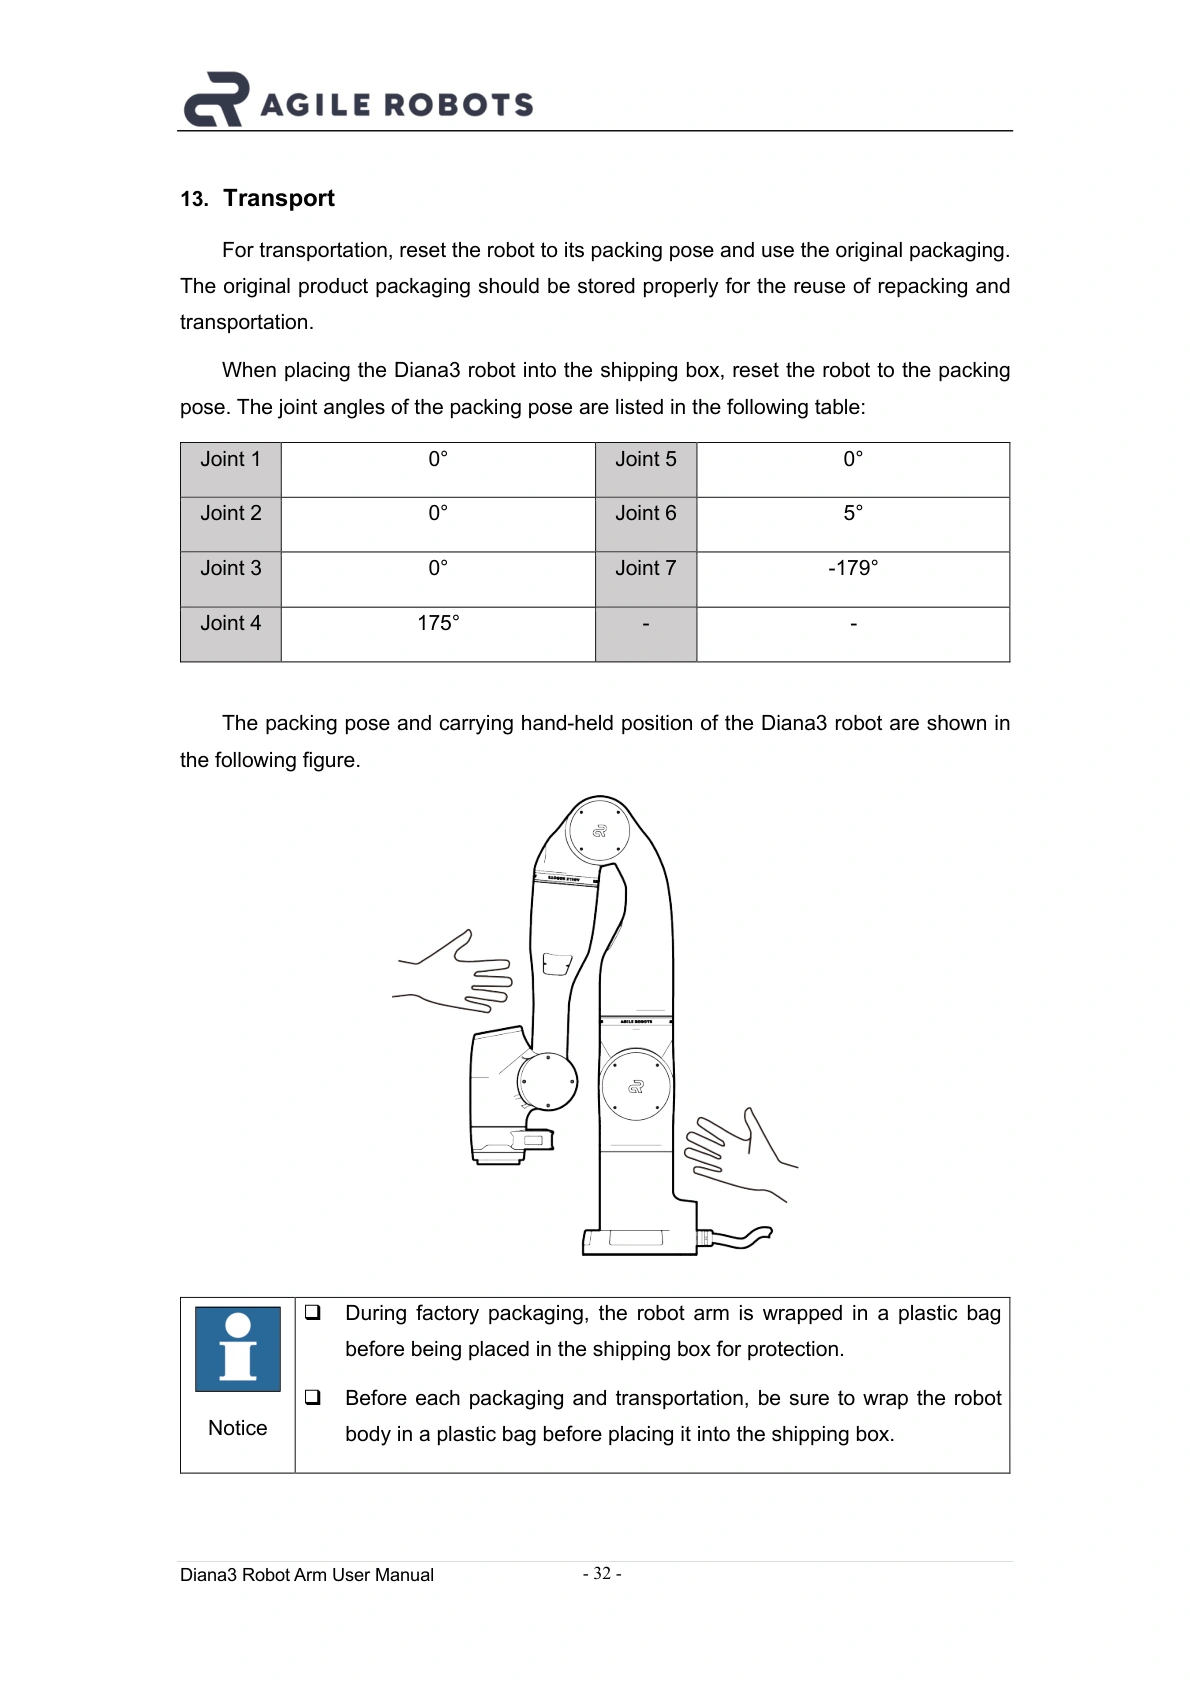 AGILE ROBOTS
13. Transport
For transportation, reset the robot to its packing pose and use the original packaging.
The original product packaging should be stored properly for the reuse of repacking and
transportation.
When placing the Diana3 robot into the shipping box, reset the robot to the packing
pose. The joint angles of the packing pose are listed in the following table:
Joint 1 0° Joint 5 0°
Joint 2 0° Joint 6 5°
Joint 3 0° Joint 7 -179°
Joint 4 175° - -
The packing pose and carrying hand-held position of the Diana3 robot are shown in
the following figure.
AGILE ROBOTS
AGILE ROBOTS
❑ During factory packaging, the robot arm is wrapped in a plastic bag
before being placed in the shipping box for protection.
❑ Before each packaging and transportation, be sure to wrap the robot
body in a plastic bag before placing it into the shipping box.
Notice
Diana3 Robot Arm User Manual - 32 -